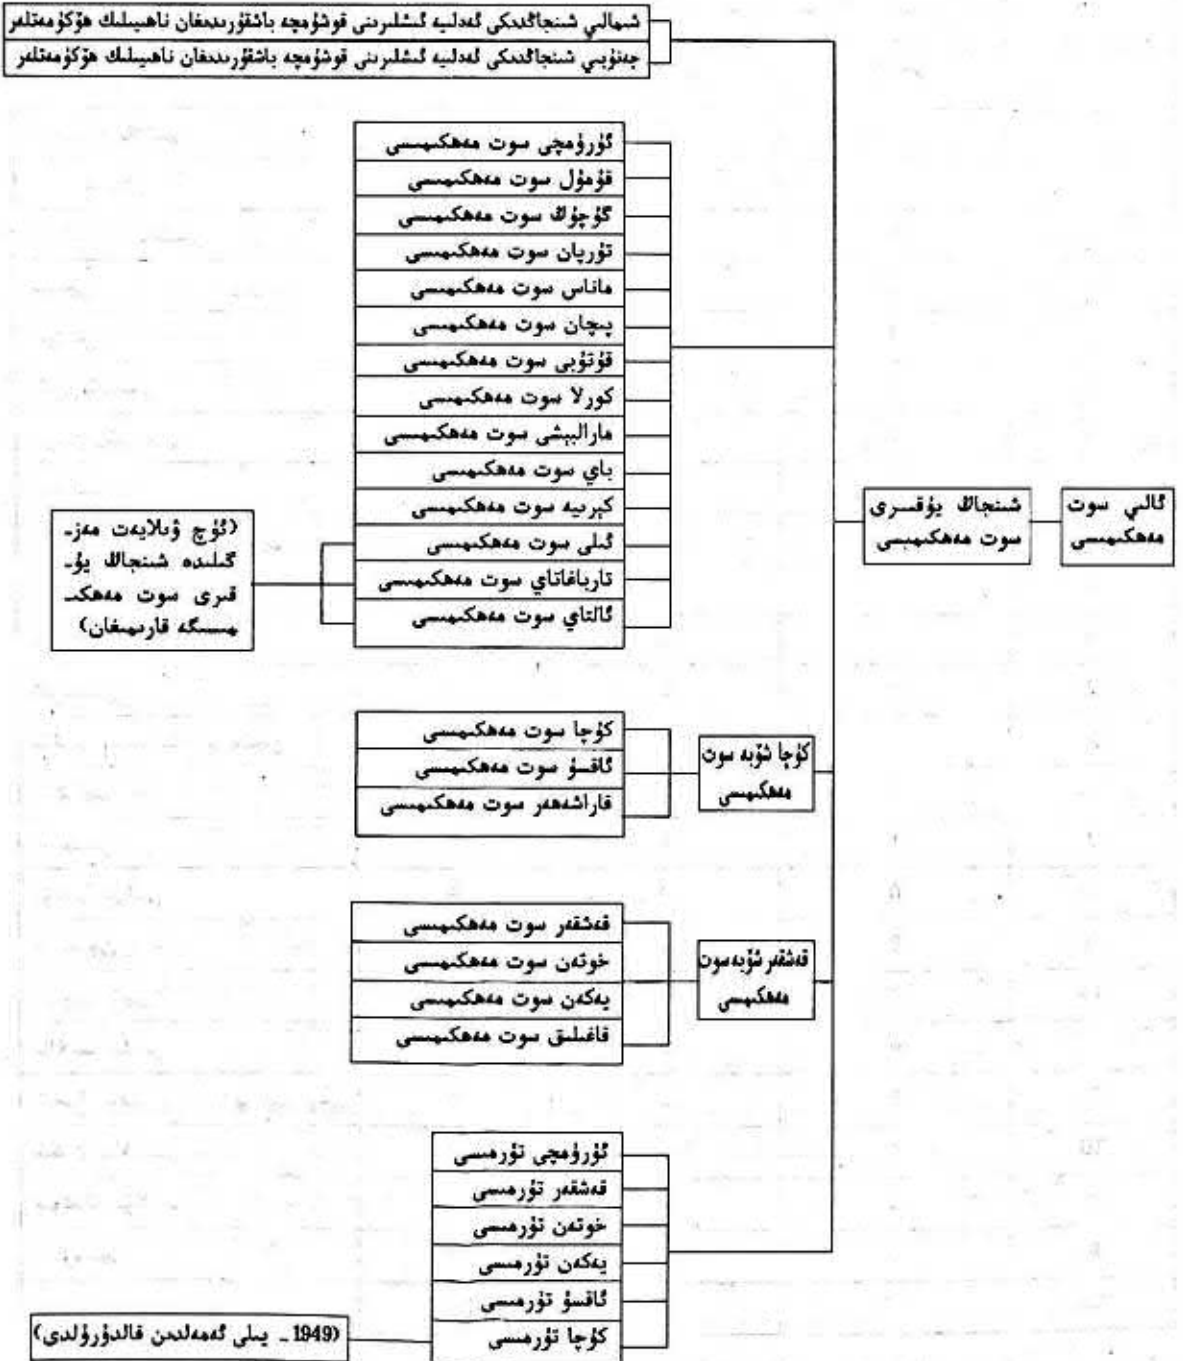 شىمالىي شىنجاڭدىكى ئەدلىيە ئىشلىرىنى قوشۇمچە باشقۇرىدىغان ناھىيىلىك ھۆكۈمەتلەر
جەنۇبىي شىنجاڭدىكى ئەدلىيە ئىشلىرىنى قوشۇمچە باشقۇرىدىغان ناھىيىلىك ھۆكۈمەتلەر
ئۈرۈمچى سوت مەھكىمىسى
قۇمۇل سوت مەھكىمىسى
گۇچۇڭ سوت مەھكىمىسى
تۇرپان سوت مەھكىمىسى
ماناس سوت مەھكىمىسى
پىچان سوت مەھكىمىسى
قۇتۇبى سوت مەھكىمىسى
كورلا سوت مەھكىمىسى
مارالبېشى سوت مەھكىمىسى
باي سوت مەھكىمىسى
كېرىيە سوت مەھكىمىسى
ئىلى سوت مەھكىمىسى
تارباغاتاي سوت مەھكىمىسى
ئالتاي سوت مەھكىمىسى
(ئۈچ ۋىلايەت مەز-
گىلىدە شىنجاڭ يۇ-
قىرى سوت مەھكى-
مىسىگە قارىمىغان)
ئالىي سوت
مەھكىمىسى
شىنجاڭ يۇقىرى
سوت مەھكىمىسى
كۇچا شۆبە سوت
مەھكىمىسى
كۇچا سوت مەھكىمىسى
ئاقسۇ سوت مەھكىمىسى
قاراشەھەر سوت مەھكىمىسى
قەشقەر شۆبە سوت
مەھكىمىسى
قەشقەر سوت مەھكىمىسى
خوتەن سوت مەھكىمىسى
يەكەن سوت مەھكىمىسى
قاغىلىق سوت مەھكىمىسى
ئۈرۈمچى تۈرمىسى
قەشقەر تۈرمىسى
خوتەن تۈرمىسى
يەكەن تۈرمىسى
ئاقسۇ تۈرمىسى
كۇچا تۈرمىسى
(1949 - يىلى ئەمەلدىن قالدۇرۇلدى)